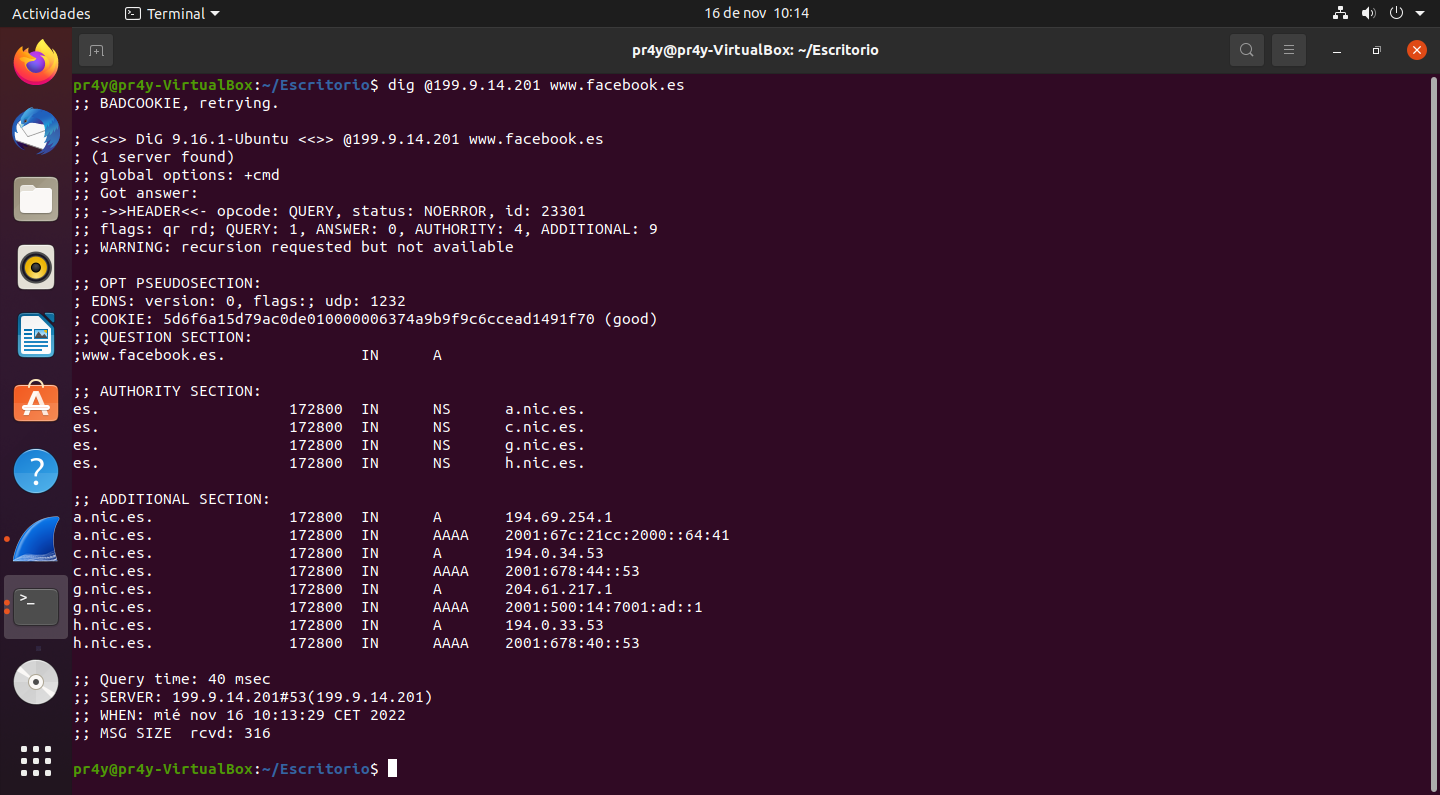 Actividades Terminal 16 de nov 10:14
pr4y@pr4y-VirtualBox: ~/Escritorio
pr4y@pr4y-VirtualBox:~/Escritorio$ dig @199.9.14.201 www.facebook.es
;; BADCOOKIE, retrying.
; <<>> DiG 9.16.1-Ubuntu <<>> @199.9.14.201 www.facebook.es
; (1 server found)
;; global options: +cmd
;; Got answer:
;; ->>HEADER<<- opcode: QUERY, status: NOERROR, id: 23301
;; flags: qr rd; QUERY: 1, ANSWER: 0, AUTHORITY: 4, ADDITIONAL: 9
;; WARNING: recursion requested but not available
;; OPT PSEUDOSECTION:
; EDNS: version: 0, flags:; udp: 1232
; COOKIE: 5d6f6a15d79ac0de010000006374a9b9f9c6ccead1491f70 (good)
;; QUESTION SECTION:
;www.facebook.es. IN A
;; AUTHORITY SECTION:
es. 172800 IN NS a.nic.es.
es. 172800 IN NS c.nic.es.
es. 172800 IN NS g.nic.es.
es. 172800 IN NS h.nic.es.
;; ADDITIONAL SECTION:
a.nic.es. 172800 IN A 194.69.254.1
a.nic.es. 172800 IN AAAA 2001:67c:21cc:2000::64:41
c.nic.es. 172800 IN A 194.0.34.53
c.nic.es. 172800 IN AAAA 2001:678:44::53
g.nic.es. 172800 IN A 204.61.217.1
g.nic.es. 172800 IN AAAA 2001:500:14:7001:ad::1
h.nic.es. 172800 IN A 194.0.33.53
h.nic.es. 172800 IN AAAA 2001:678:40::53
;; Query time: 40 msec
;; SERVER: 199.9.14.201#53(199.9.14.201)
;; WHEN: mié nov 16 10:13:29 CET 2022
;; MSG SIZE rcvd: 316
pr4y@pr4y-VirtualBox:~/Escritorio$